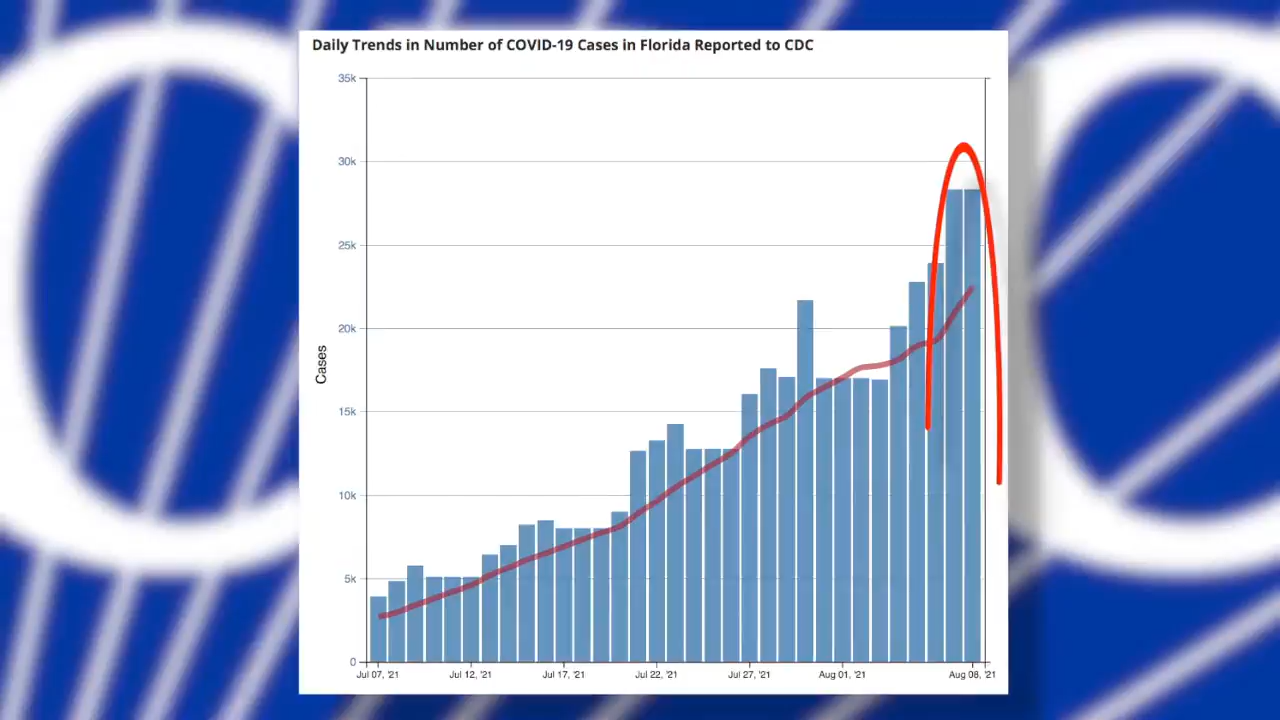 Daily Trends in Number of COVID-19 Cases in Florida Reported to CDC
35k
30k
25k
20k
15k
10k
5k
0
Cases
Jul 07, '21 Jul 12, '21 Jul 17, '21 Jul 22, '21 Jul 27, '21 Aug 01, '21 Aug 08, '21